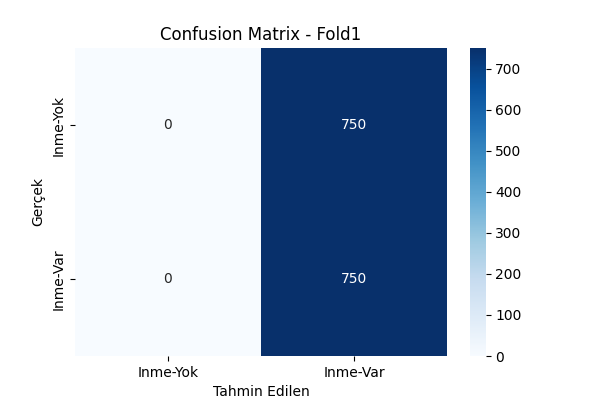 Confusion Matrix - Fold1
Gerçek
Inme-Yok
0
750
Inme-Var
0
750
Inme-Yok
Inme-Var
Tahmin Edilen
700
600
500
400
300
200
100
0